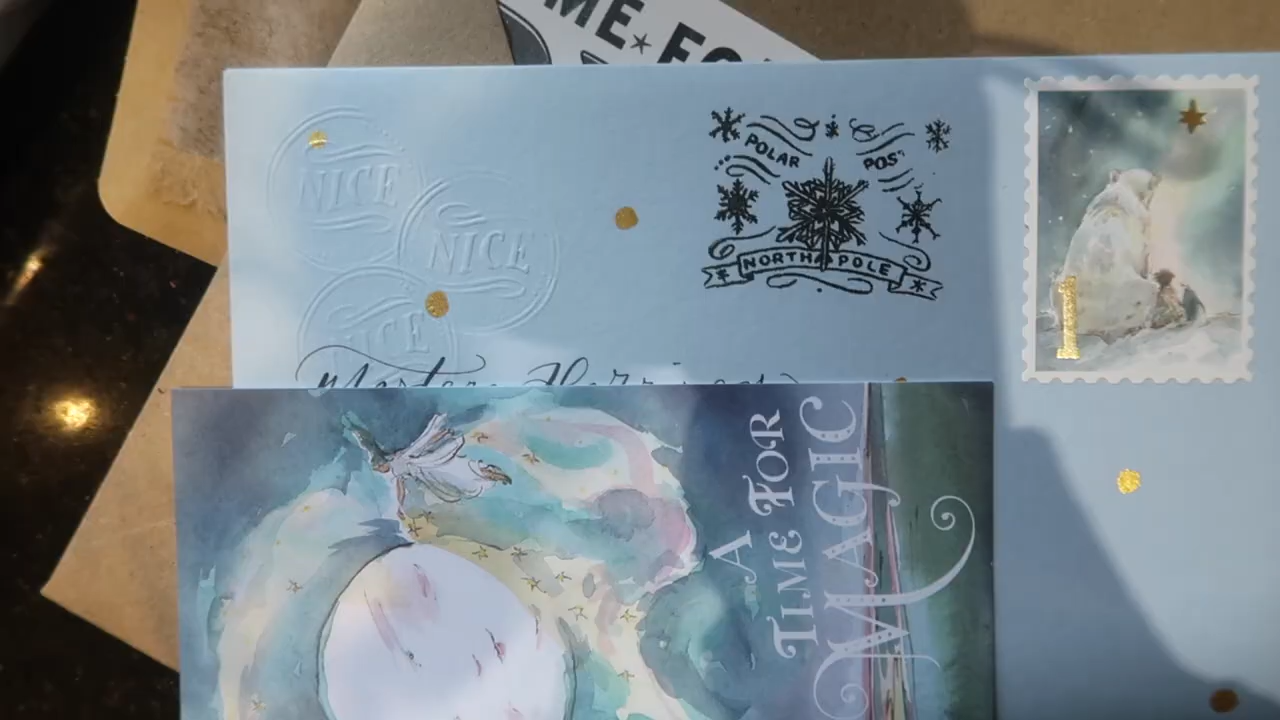 ME★FO
NICE
NICE
POLAR POST
NORTH POLE
1
A
TIME FOR
MAGIC